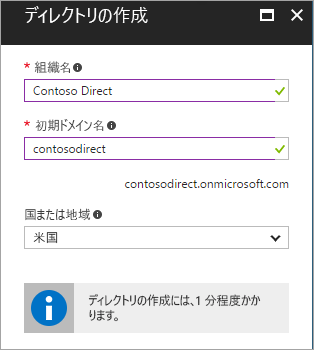 ディレクトリの作成
* 組織名
Contoso Direct
* 初期ドメイン名
contosodirect
contosodirect.onmicrosoft.com
国または地域
米国
ディレクトリの作成には、1 分程度かか
ります。